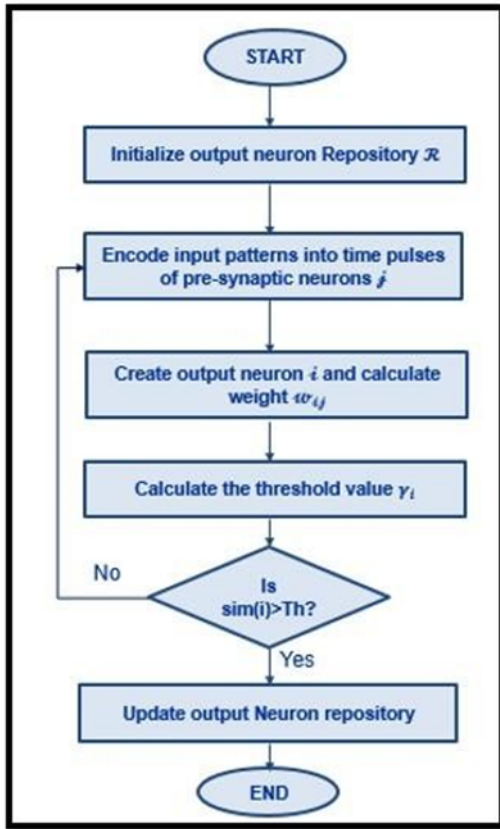 START
Initialize output neuron Repository ℛ
Encode input patterns into time pulses
of pre-synaptic neurons 𝒿
Create output neuron 𝒾 and calculate
weight 𝓌ᵢⱼ
Calculate the threshold value γᵢ
Is
sim(i)>Th?
No
Yes
Update output Neuron repository
END